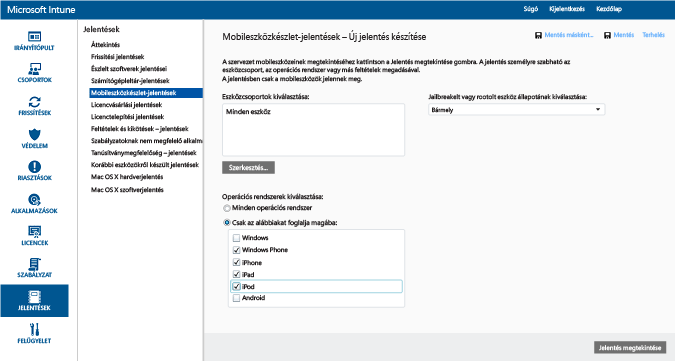 Microsoft Intune
Súgó
Kijelentkezés
Kezdőlap
IRÁNYÍTÓPULT
CSOPORTOK
FRISSÍTÉSEK
VÉDELEM
RIASZTÁSOK
ALKALMAZÁSOK
LICENCEK
SZABÁLYZAT
JELENTÉSEK
FELÜGYELET
Jelentések
Áttekintés
Frissítési jelentések
Észlelt szoftverek jelentései
Számítógépleltár-jelentések
Mobileszközkészlet-jelentések
Licencvásárlási jelentések
Licenctelepítési jelentések
Feltételek és kikötések – jelentések
Szabályzatoknak nem megfelelő alkalma
Tanúsítványmegfelelőség – jelentések
Korábbi eszközökről készült jelentések
Mac OS X hardverjelentés
Mac OS X szoftverjelentés
Mobileszközkészlet-jelentések – Új jelentés készítése
Mentés másként...
Mentés
Terhelés
A szervezet mobileszközeinek megtekintéséhez kattintson a Jelentés megtekintése gombra. A jelentés személyre szabható az
eszközcsoport, az operációs rendszer vagy más feltételek megadásával.
A jelentésben csak a mobileszközök jelennek meg.
Eszközcsoportok kiválasztása:
Minden eszköz
Szerkesztés...
Jailbreakelt vagy rootolt eszköz állapotának kiválasztása:
Bármely
Operációs rendszerek kiválasztása:
Minden operációs rendszer
Csak az alábbiakat foglalja magába:
Windows
Windows Phone
iPhone
iPad
iPod
Android
Jelentés megtekintése